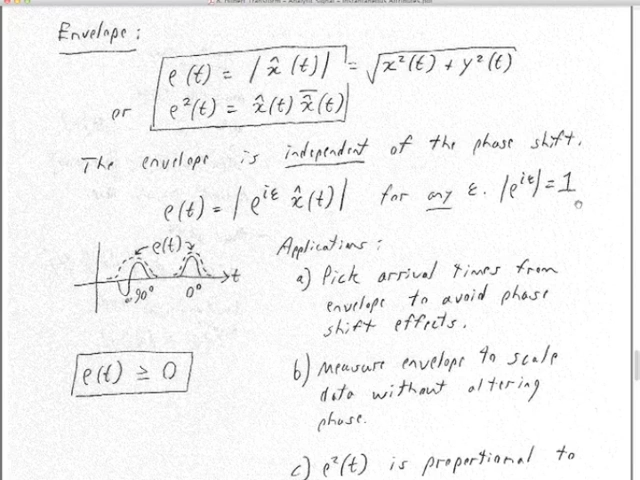 Envelope:
e(t) = |x̂(t)| = √x²(t) + y²(t)
or e²(t) = x̂(t) x̂̄(t)
The envelope is independent of the phase shift.
e(t) = |e^{iε} x̂(t)| for any ε. |e^{iε}| = 1
e(t)
t
90° 0°
e(t) ≥ 0
Applications:
a) Pick arrival times from
envelope to avoid phase
shift effects.
b) Measure envelope to scale
data without altering
phase.
c) e²(t) is proportional to